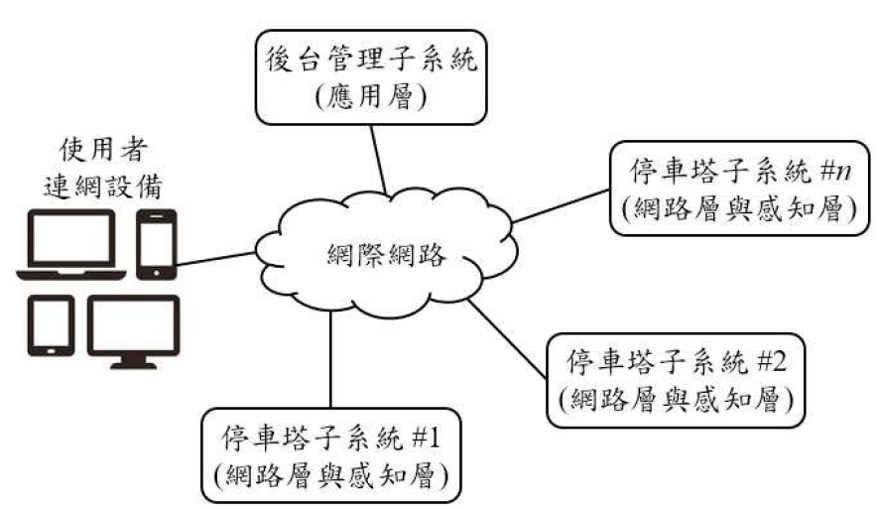 後台管理子系統
(應用層)
使用者
連網設備
停車塔子系統 #n
(網路層與感知層)
網際網路
停車塔子系統 #2
(網路層與感知層)
停車塔子系統 #1
(網路層與感知層)